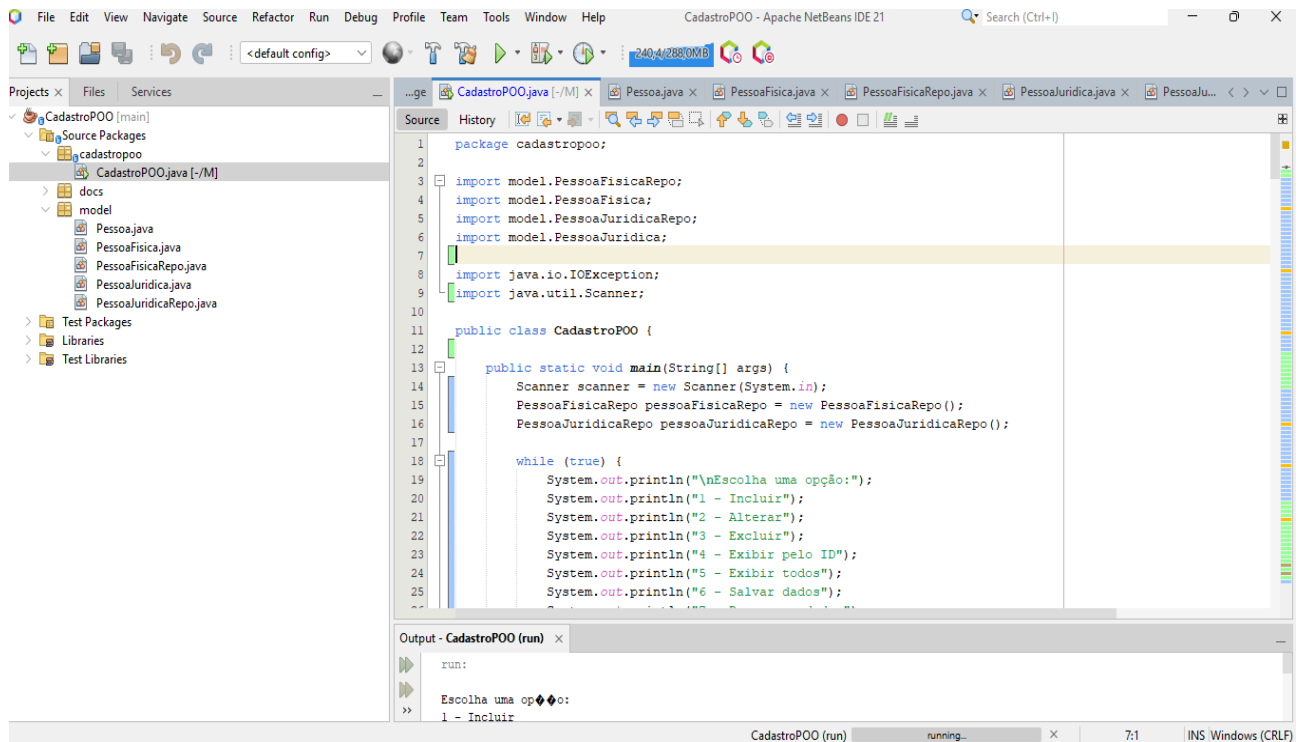 File Edit View Navigate Source Refactor Run Debug Profile Team Tools Window Help CadastroPOO - Apache NetBeans IDE 21 Search (Ctrl+I)
<default config> 240,4/288,0MB
Projects Files Services
...ge CadastroPOO.java [-/M] Pessoa.java PessoaFisica.java PessoaFisicaRepo.java PessoaJuridica.java PessoaJu...
Source History
CadastroPOO [main]
Source Packages
cadastropoo
CadastroPOO.java [-/M]
docs
model
Pessoa.java
PessoaFisica.java
PessoaFisicaRepo.java
PessoaJuridica.java
PessoaJuridicaRepo.java
Test Packages
Libraries
Test Libraries
1 package cadastropoo;
2
3 import model.PessoaFisicaRepo;
4 import model.PessoaFisica;
5 import model.PessoaJuridicaRepo;
6 import model.PessoaJuridica;
7
8 import java.io.IOException;
9 import java.util.Scanner;
10
11 public class CadastroPOO {
12
13 public static void main(String[] args) {
14 Scanner scanner = new Scanner(System.in);
15 PessoaFisicaRepo pessoaFisicaRepo = new PessoaFisicaRepo();
16 PessoaJuridicaRepo pessoaJuridicaRepo = new PessoaJuridicaRepo();
17
18 while (true) {
19 System.out.println("\nEscolha uma opção:");
20 System.out.println("1 - Incluir");
21 System.out.println("2 - Alterar");
22 System.out.println("3 - Excluir");
23 System.out.println("4 - Exibir pelo ID");
24 System.out.println("5 - Exibir todos");
25 System.out.println("6 - Salvar dados");
Output - CadastroPOO (run)
run:
Escolha uma op��o:
1 - Incluir
CadastroPOO (run) running... 7:1 INS Windows (CRLF)